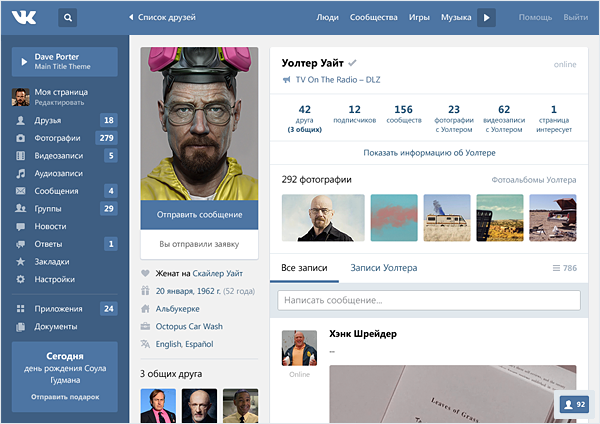 Список друзей
Люди Сообщества Игры Музыка
Помощь Выйти
Dave Porter
Main Title Theme
Моя страница
Редактировать
Друзья 18
Фотографии 279
Видеозаписи 5
Аудиозаписи
Сообщения 4
Группы 29
Новости
Ответы 1
Закладки
Настройки
Приложения 24
Документы
Сегодня
день рождения Соула
Гудмана
Отправить подарок
Отправить сообщение
Вы отправили заявку
Женат на Скайлер Уайт
20 января, 1962 г. (52 года)
Альбукерке
Octopus Car Wash
English, Español
3 общих друга
Уолтер Уайт
online
TV On The Radio – DLZ
42 12 156 23 62 1
друга подписчиков сообществ фотографии видеозаписи страница
(3 общих) с Уолтером с Уолтером интересует
Показать информацию об Уолтере
292 фотографии
Фотоальбомы Уолтера
Все записи Записи Уолтера 786
Написать сообщение...
Хэнк Шрейдер
...
Online
Leaves of Grass
92